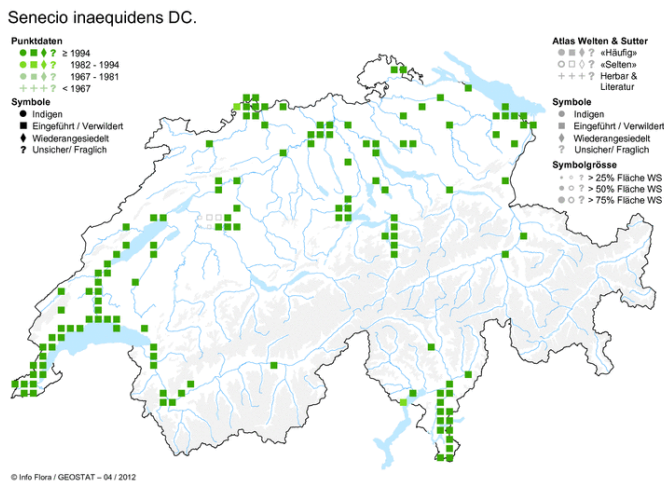 Senecio inaequidens DC.
Punktdaten
? ≥ 1994
? 1982 - 1994
? 1967 - 1981
< 1967
Symbole
Indigen
Eingeführt / Verwildert
Wiederangesiedelt
? Unsicher/ Fraglich
Atlas Welten & Sutter
? «Häufig»
? «Selten»
Herbar &
Literatur
Symbole
Indigen
Eingeführt / Verwildert
Wiederangesiedelt
? Unsicher/ Fraglich
Symbolgrösse
? > 25% Fläche WS
? > 50% Fläche WS
? > 75% Fläche WS
© Info Flora / GEOSTAT – 04 / 2012